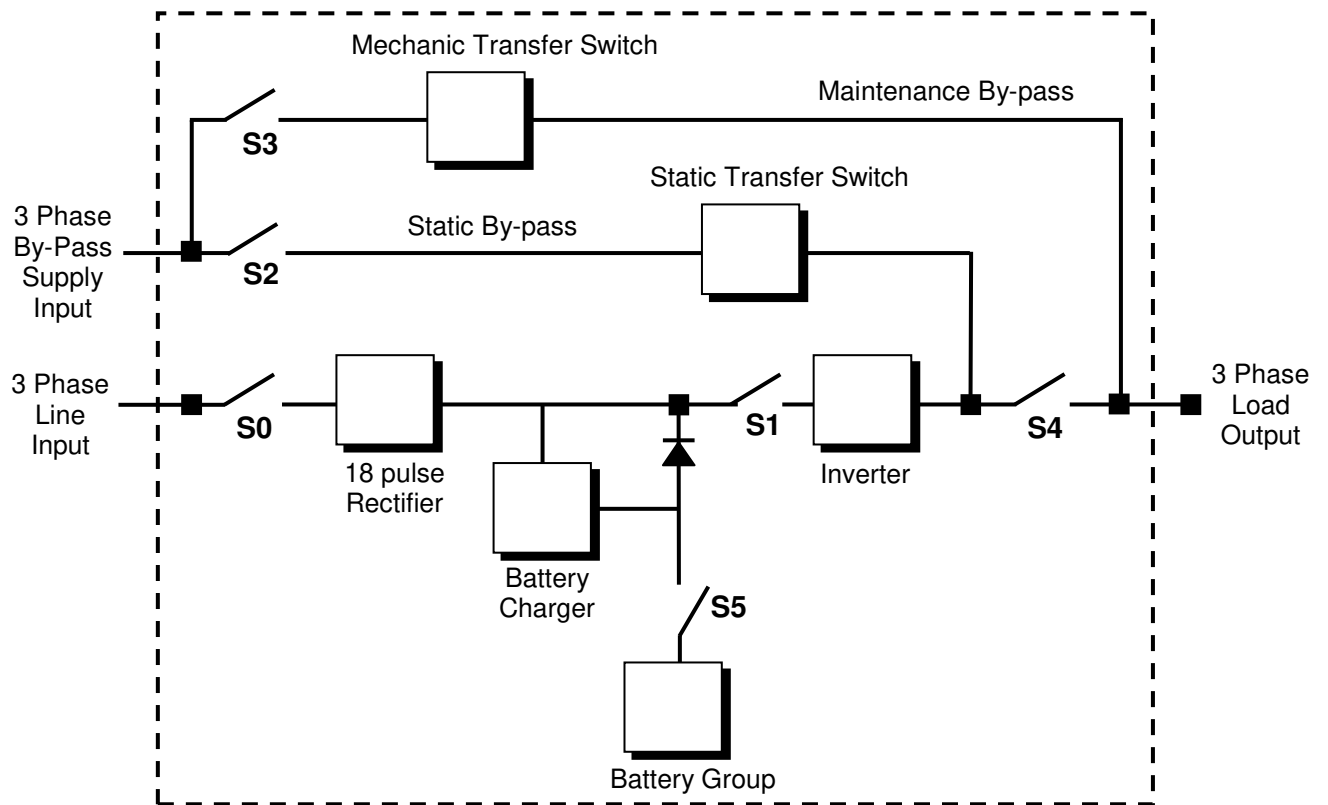 Mechanic Transfer Switch
Maintenance By-pass
S3
Static Transfer Switch
3 Phase
By-Pass
Supply
Input
Static By-pass
S2
3 Phase
Line
Input
S0
18 pulse
Rectifier
S1
Inverter
S4
3 Phase
Load
Output
Battery
Charger
S5
Battery Group